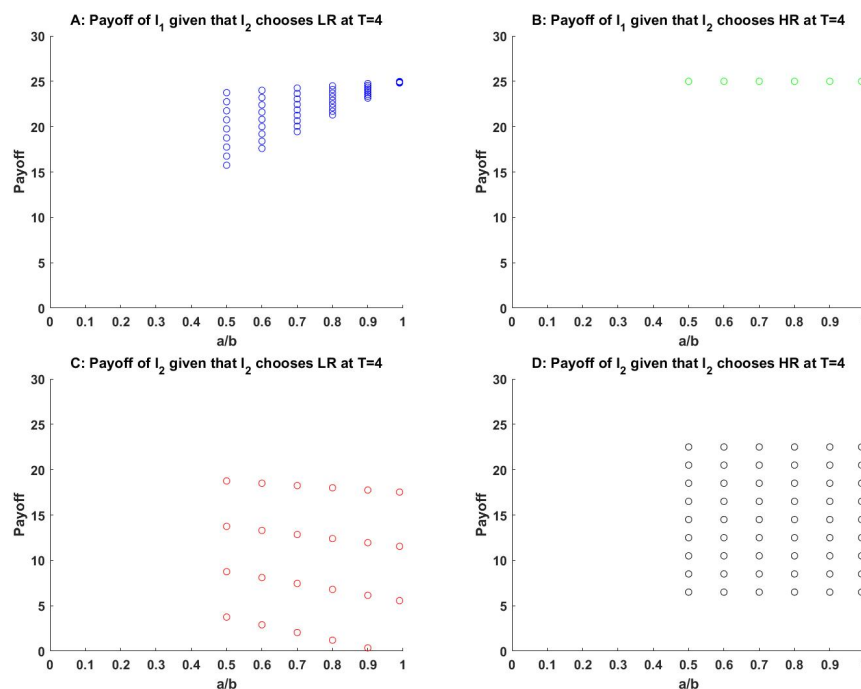 A: Payoff of I₁ given that I₂ chooses LR at T=4
30
25
20
15
10
5
0
Payoff
0 0.1 0.2 0.3 0.4 0.5 0.6 0.7 0.8 0.9 1
a/b
B: Payoff of I₁ given that I₂ chooses HR at T=4
30
25
20
15
10
5
0
Payoff
0 0.1 0.2 0.3 0.4 0.5 0.6 0.7 0.8 0.9 1
a/b
C: Payoff of I₂ given that I₂ chooses LR at T=4
30
25
20
15
10
5
0
Payoff
0 0.1 0.2 0.3 0.4 0.5 0.6 0.7 0.8 0.9 1
a/b
D: Payoff of I₂ given that I₂ chooses HR at T=4
30
25
20
15
10
5
0
Payoff
0 0.1 0.2 0.3 0.4 0.5 0.6 0.7 0.8 0.9 1
a/b